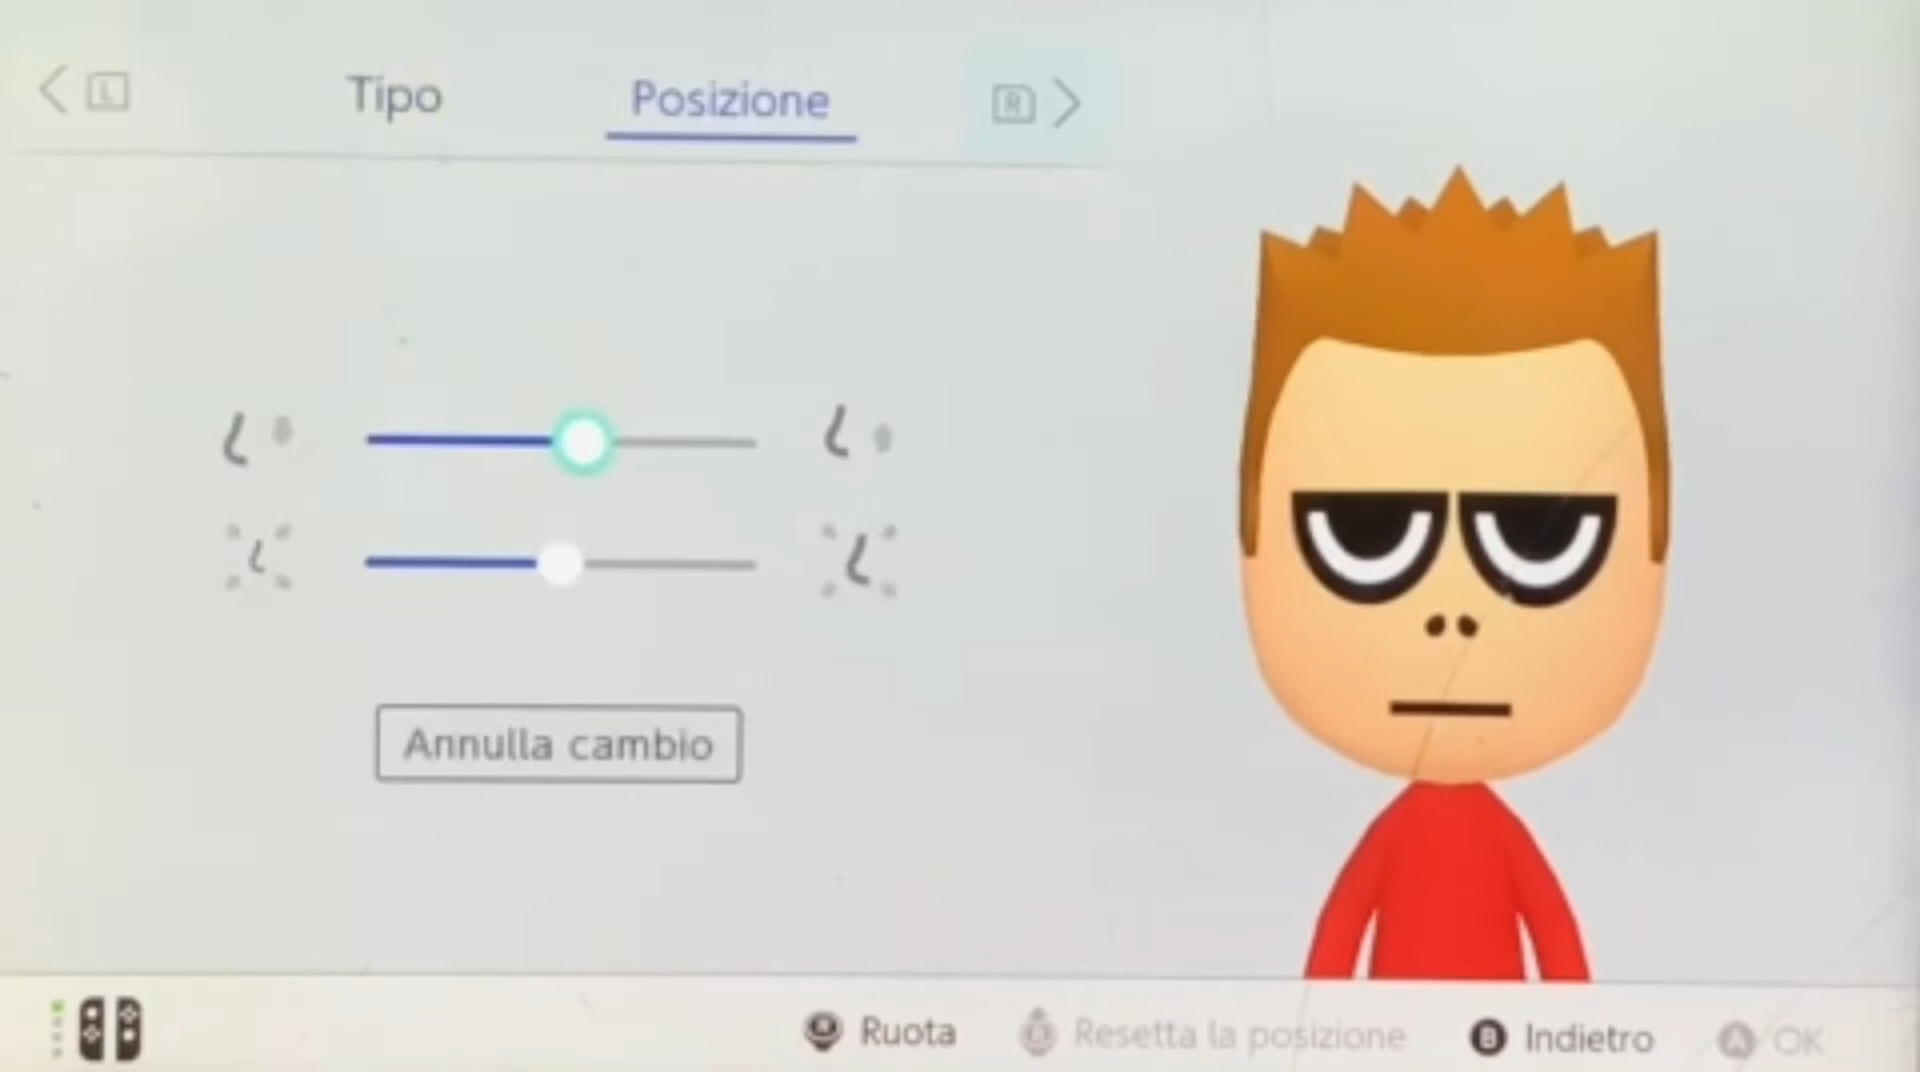 L
Tipo
Posizione
R
Annulla cambio
Ruota
Resetta la posizione
B Indietro
A OK